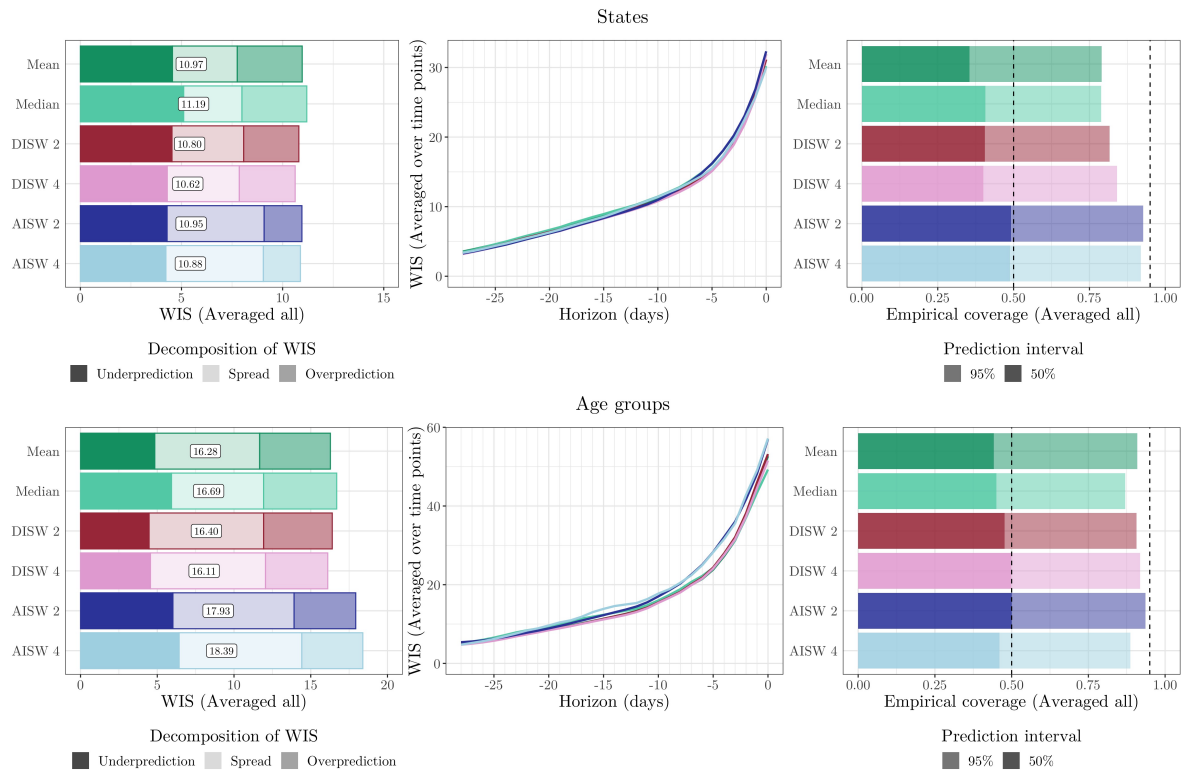 States
Mean
Median
DISW 2
DISW 4
AISW 2
AISW 4
10.97
11.19
10.80
10.62
10.95
10.88
0 5 10 15
WIS (Averaged all)
Decomposition of WIS
Underprediction Spread Overprediction
WIS (Averaged over time points)
30
20
10
0
-25 -20 -15 -10 -5 0
Horizon (days)
Mean
Median
DISW 2
DISW 4
AISW 2
AISW 4
0.00 0.25 0.50 0.75 1.00
Empirical coverage (Averaged all)
Prediction interval
95% 50%
Age groups
Mean
Median
DISW 2
DISW 4
AISW 2
AISW 4
16.28
16.69
16.40
16.11
17.93
18.39
0 5 10 15 20
WIS (Averaged all)
Decomposition of WIS
Underprediction Spread Overprediction
WIS (Averaged over time points)
60
40
20
0
-25 -20 -15 -10 -5 0
Horizon (days)
Mean
Median
DISW 2
DISW 4
AISW 2
AISW 4
0.00 0.25 0.50 0.75 1.00
Empirical coverage (Averaged all)
Prediction interval
95% 50%